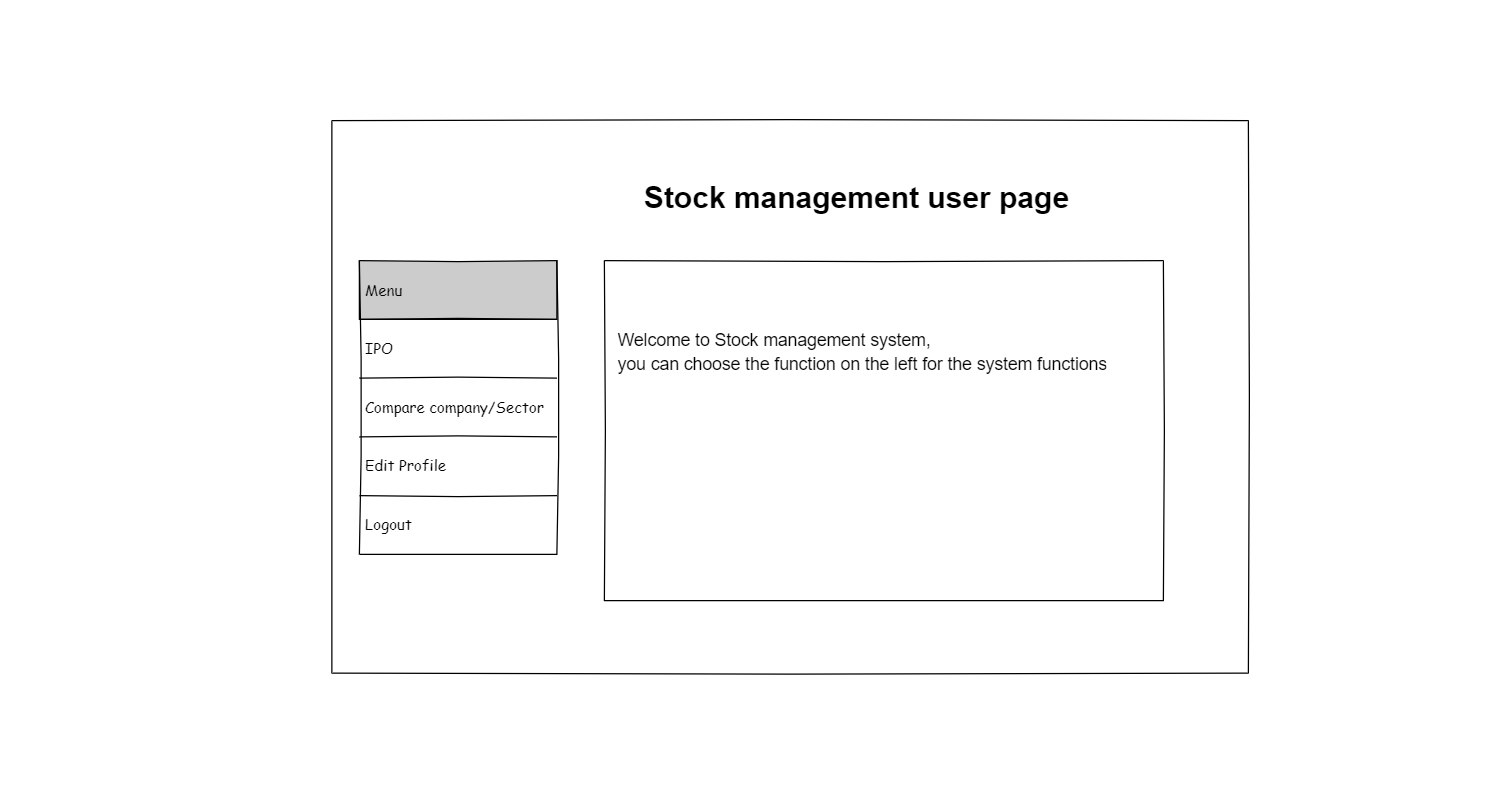 Stock management user page
Menu
IPO
Compare company/Sector
Edit Profile
Logout
Welcome to Stock management system,
you can choose the function on the left for the system functions